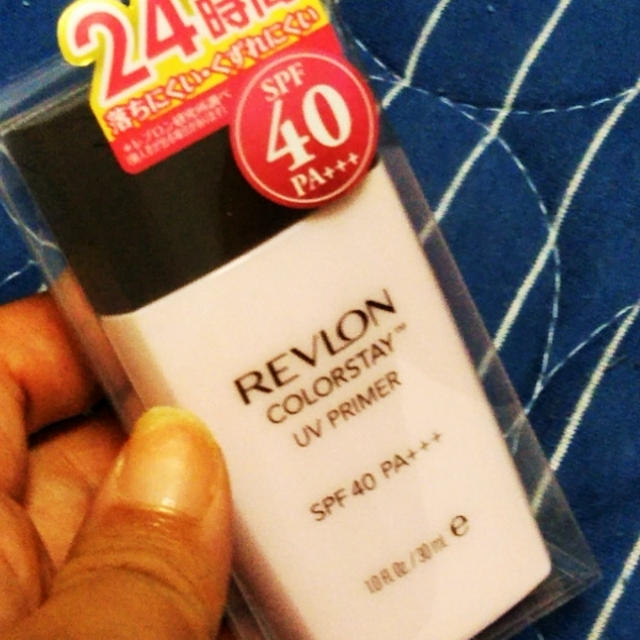 24時間
落ちにくい・くずれにくい
SPF
40
PA+++
REVLON
COLORSTAY™
UV PRIMER
SPF 40 PA+++
1.0 fl. Oz. / 30 mL e